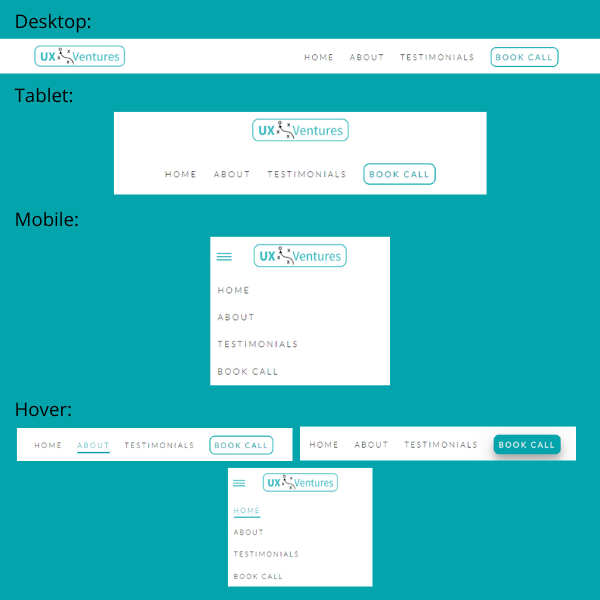 Desktop:
UX Ventures
HOME ABOUT TESTIMONIALS BOOK CALL
Tablet:
UX Ventures
HOME ABOUT TESTIMONIALS BOOK CALL
Mobile:
UX Ventures
HOME
ABOUT
TESTIMONIALS
BOOK CALL
Hover:
HOME ABOUT TESTIMONIALS BOOK CALL
HOME ABOUT TESTIMONIALS BOOK CALL
UX Ventures
HOME
ABOUT
TESTIMONIALS
BOOK CALL